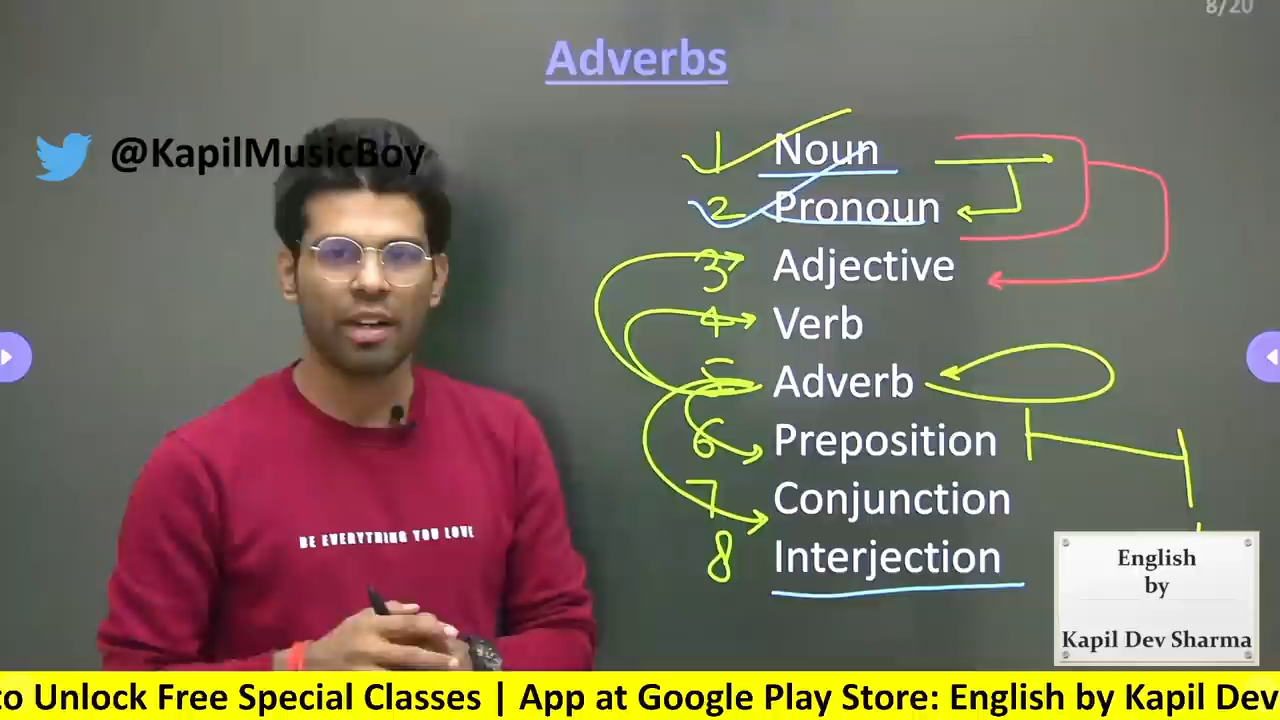 8/20
Adverbs
@KapilMusicBoy
1 Noun
2 Pronoun
3 Adjective
4 Verb
5 Adverb
6 Preposition
7 Conjunction
8 Interjection
BE EVERYTHING YOU LOVE
English
by
Kapil Dev Sharma
to Unlock Free Special Classes | App at Google Play Store: English by Kapil Dev